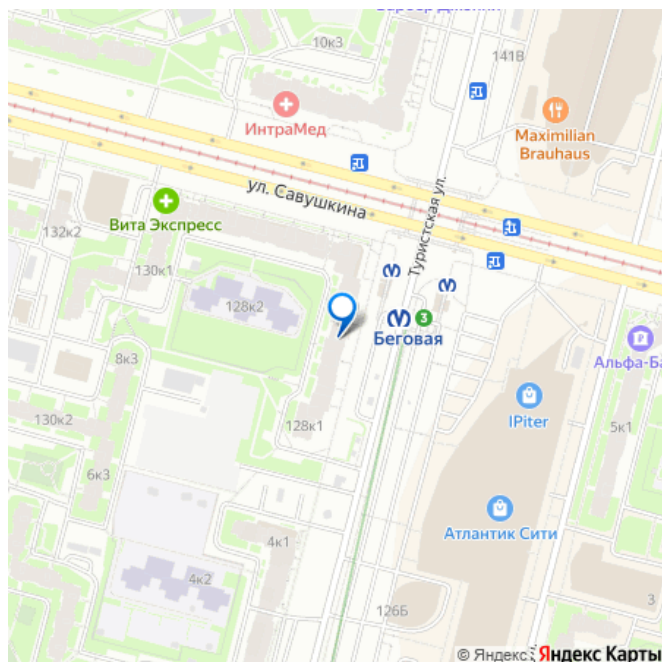 10к3
141В
ИнтраМед
Maximilian
Brauhaus
ул. Савушкина
Туристская ул.
Вита Экспресс
132к2
130к1
128к2
3
Беговая
Альфа-Ба
8к3
IPiter
130к2
128к1
5к1
6к3
Атлантик Сити
4к1
4к2
126Б
3
© Яндекс
Яндекс Карты